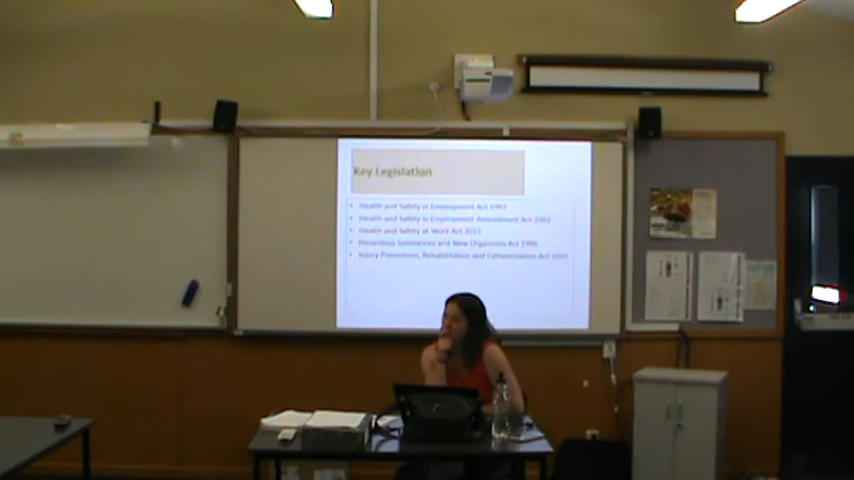 Key Legislation
• Health and Safety in Employment Act 1992
• Health and Safety in Employment Amendment Act 2002
• Health and Safety at Work Act 2015
• Hazardous Substances and New Organisms Act 1996
• Injury Prevention, Rehabilitation and Compensation Act 2001